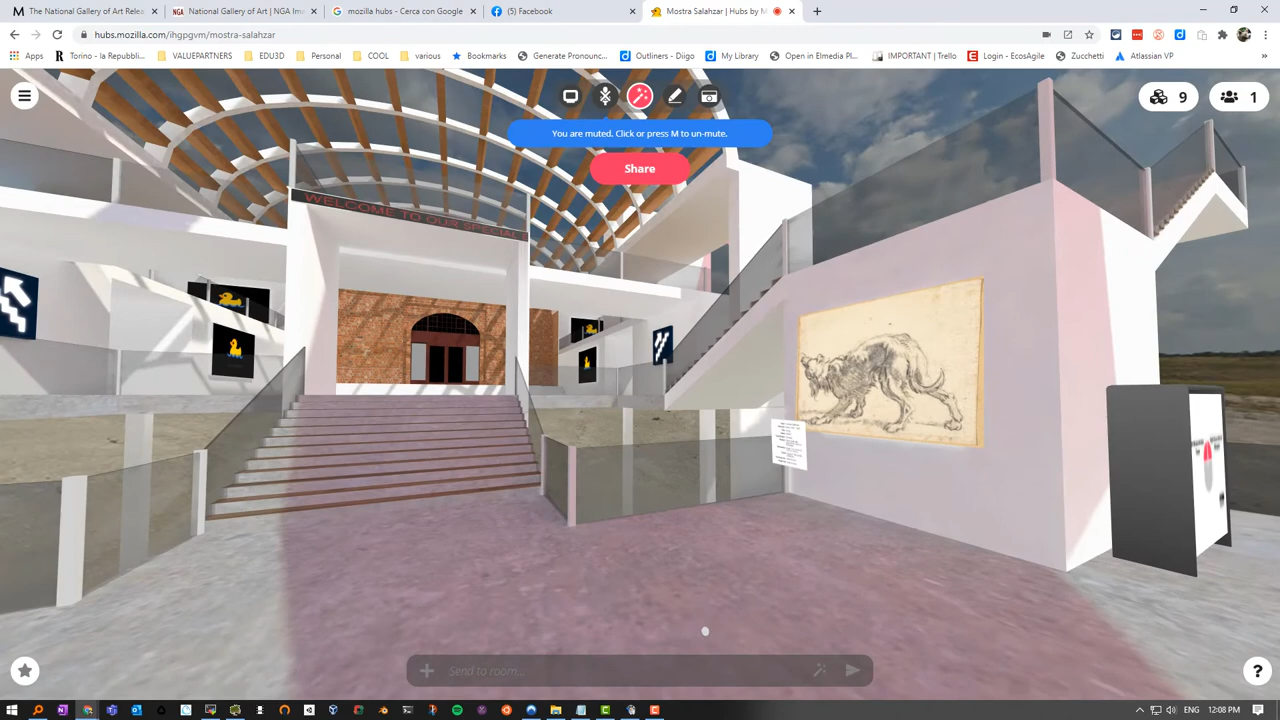 The National Gallery of Art Relea
NGA National Gallery of Art | NGA Ima
mozilla hubs - Cerca con Google
(5) Facebook
Mostra Salahzar | Hubs by M
hubs.mozilla.com/ihgpgvm/mostra-salahzar
Apps
Torino - la Repubbli...
VALUEPARTNERS
EDU3D
Personal
COOL
various
Bookmarks
Generate Pronounc...
Outliners - Diigo
My Library
Open in Elmedia Pl...
IMPORTANT | Trello
Login - EcosAgile
Zucchetti
Atlassian VP
»
9
1
You are muted. Click or press M to un-mute.
Share
WELCOME TO OUR SPECIAL
Send to room...
?
ENG 12:08 PM